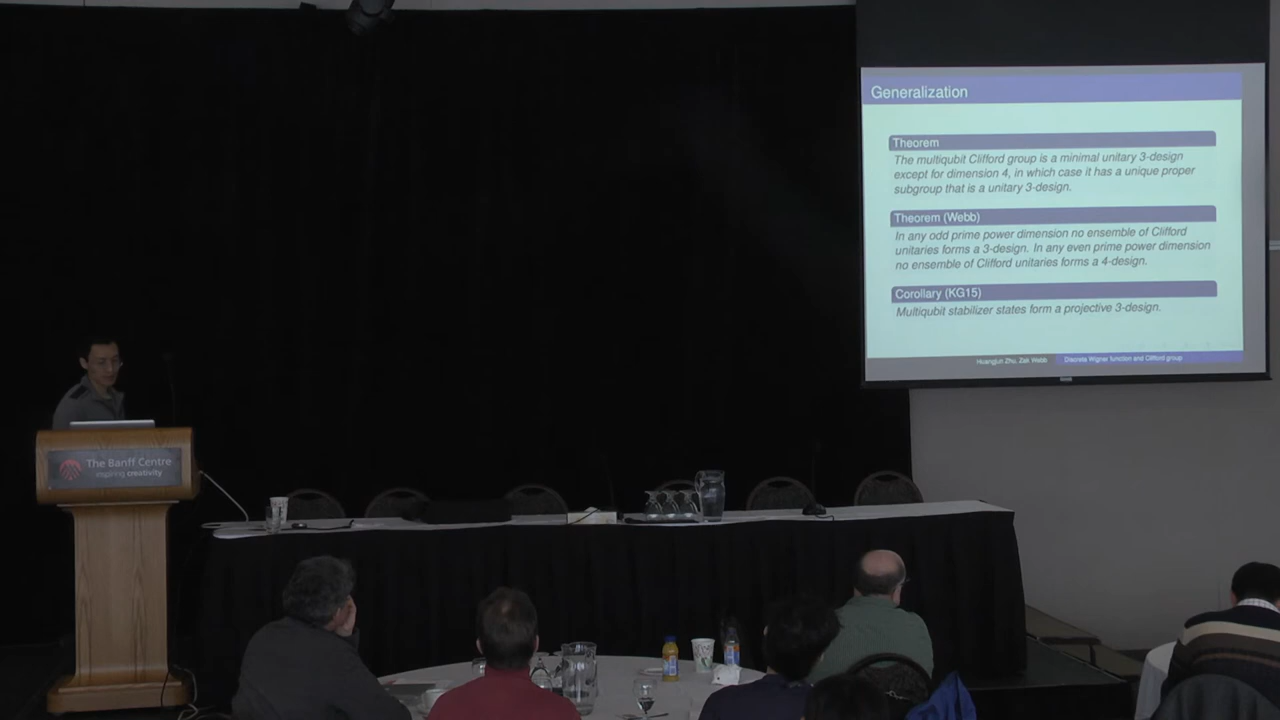 Generalization
Theorem
The multiqubit Clifford group is a minimal unitary 3-design
except for dimension 4, in which case it has a unique proper
subgroup that is a unitary 3-design.
Theorem (Webb)
In any odd prime power dimension no ensemble of Clifford
unitaries forms a 3-design. In any even prime power dimension
no ensemble of Clifford unitaries forms a 4-design.
Corollary (KG15)
Multiqubit stabilizer states form a projective 3-design.
Huangjun Zhu, Zak Webb
Discrete Wigner function and Clifford group
The Banff Centre
inspiring creativity